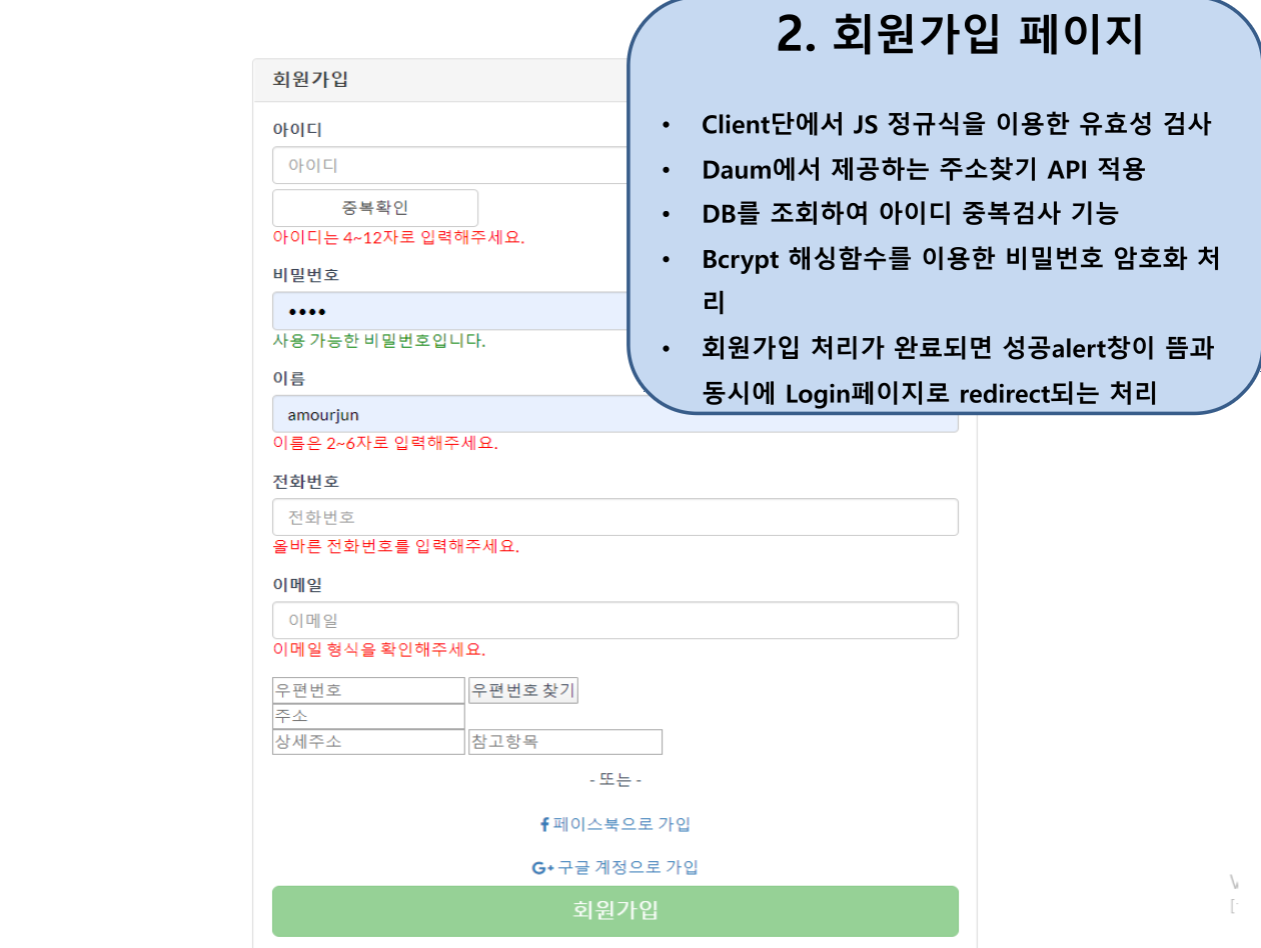 2. 회원가입 페이지
• Client단에서 JS 정규식을 이용한 유효성 검사
• Daum에서 제공하는 주소찾기 API 적용
• DB를 조회하여 아이디 중복검사 기능
• Bcrypt 해싱함수를 이용한 비밀번호 암호화 처
리
• 회원가입 처리가 완료되면 성공alert창이 뜸과
동시에 Login페이지로 redirect되는 처리
회원가입
아이디
아이디
중복확인
아이디는 4~12자로 입력해주세요.
비밀번호
••••
사용 가능한 비밀번호입니다.
이름
amourjun
이름은 2~6자로 입력해주세요.
전화번호
전화번호
올바른 전화번호를 입력해주세요.
이메일
이메일
이메일 형식을 확인해주세요.
우편번호 우편번호 찾기
주소
상세주소 참고항목
- 또는 -
f 페이스북으로 가입
G+ 구글 계정으로 가입
회원가입